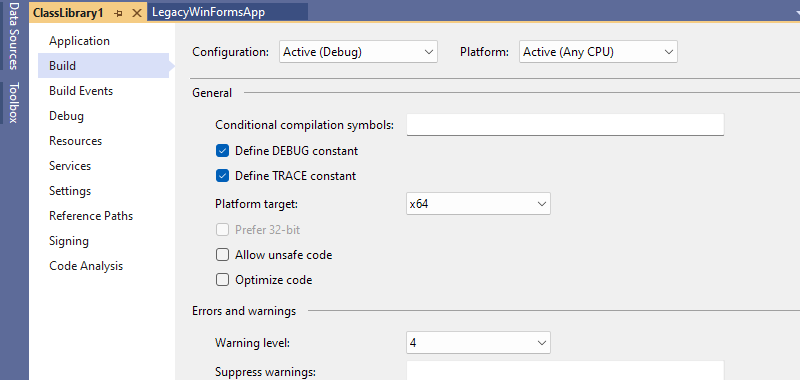 Data Sources
Toolbox
ClassLibrary1 LegacyWinFormsApp
Application
Build
Build Events
Debug
Resources
Services
Settings
Reference Paths
Signing
Code Analysis
Configuration: Active (Debug) Platform: Active (Any CPU)
General
Conditional compilation symbols:
Define DEBUG constant
Define TRACE constant
Platform target: x64
Prefer 32-bit
Allow unsafe code
Optimize code
Errors and warnings
Warning level: 4
Suppress warnings: